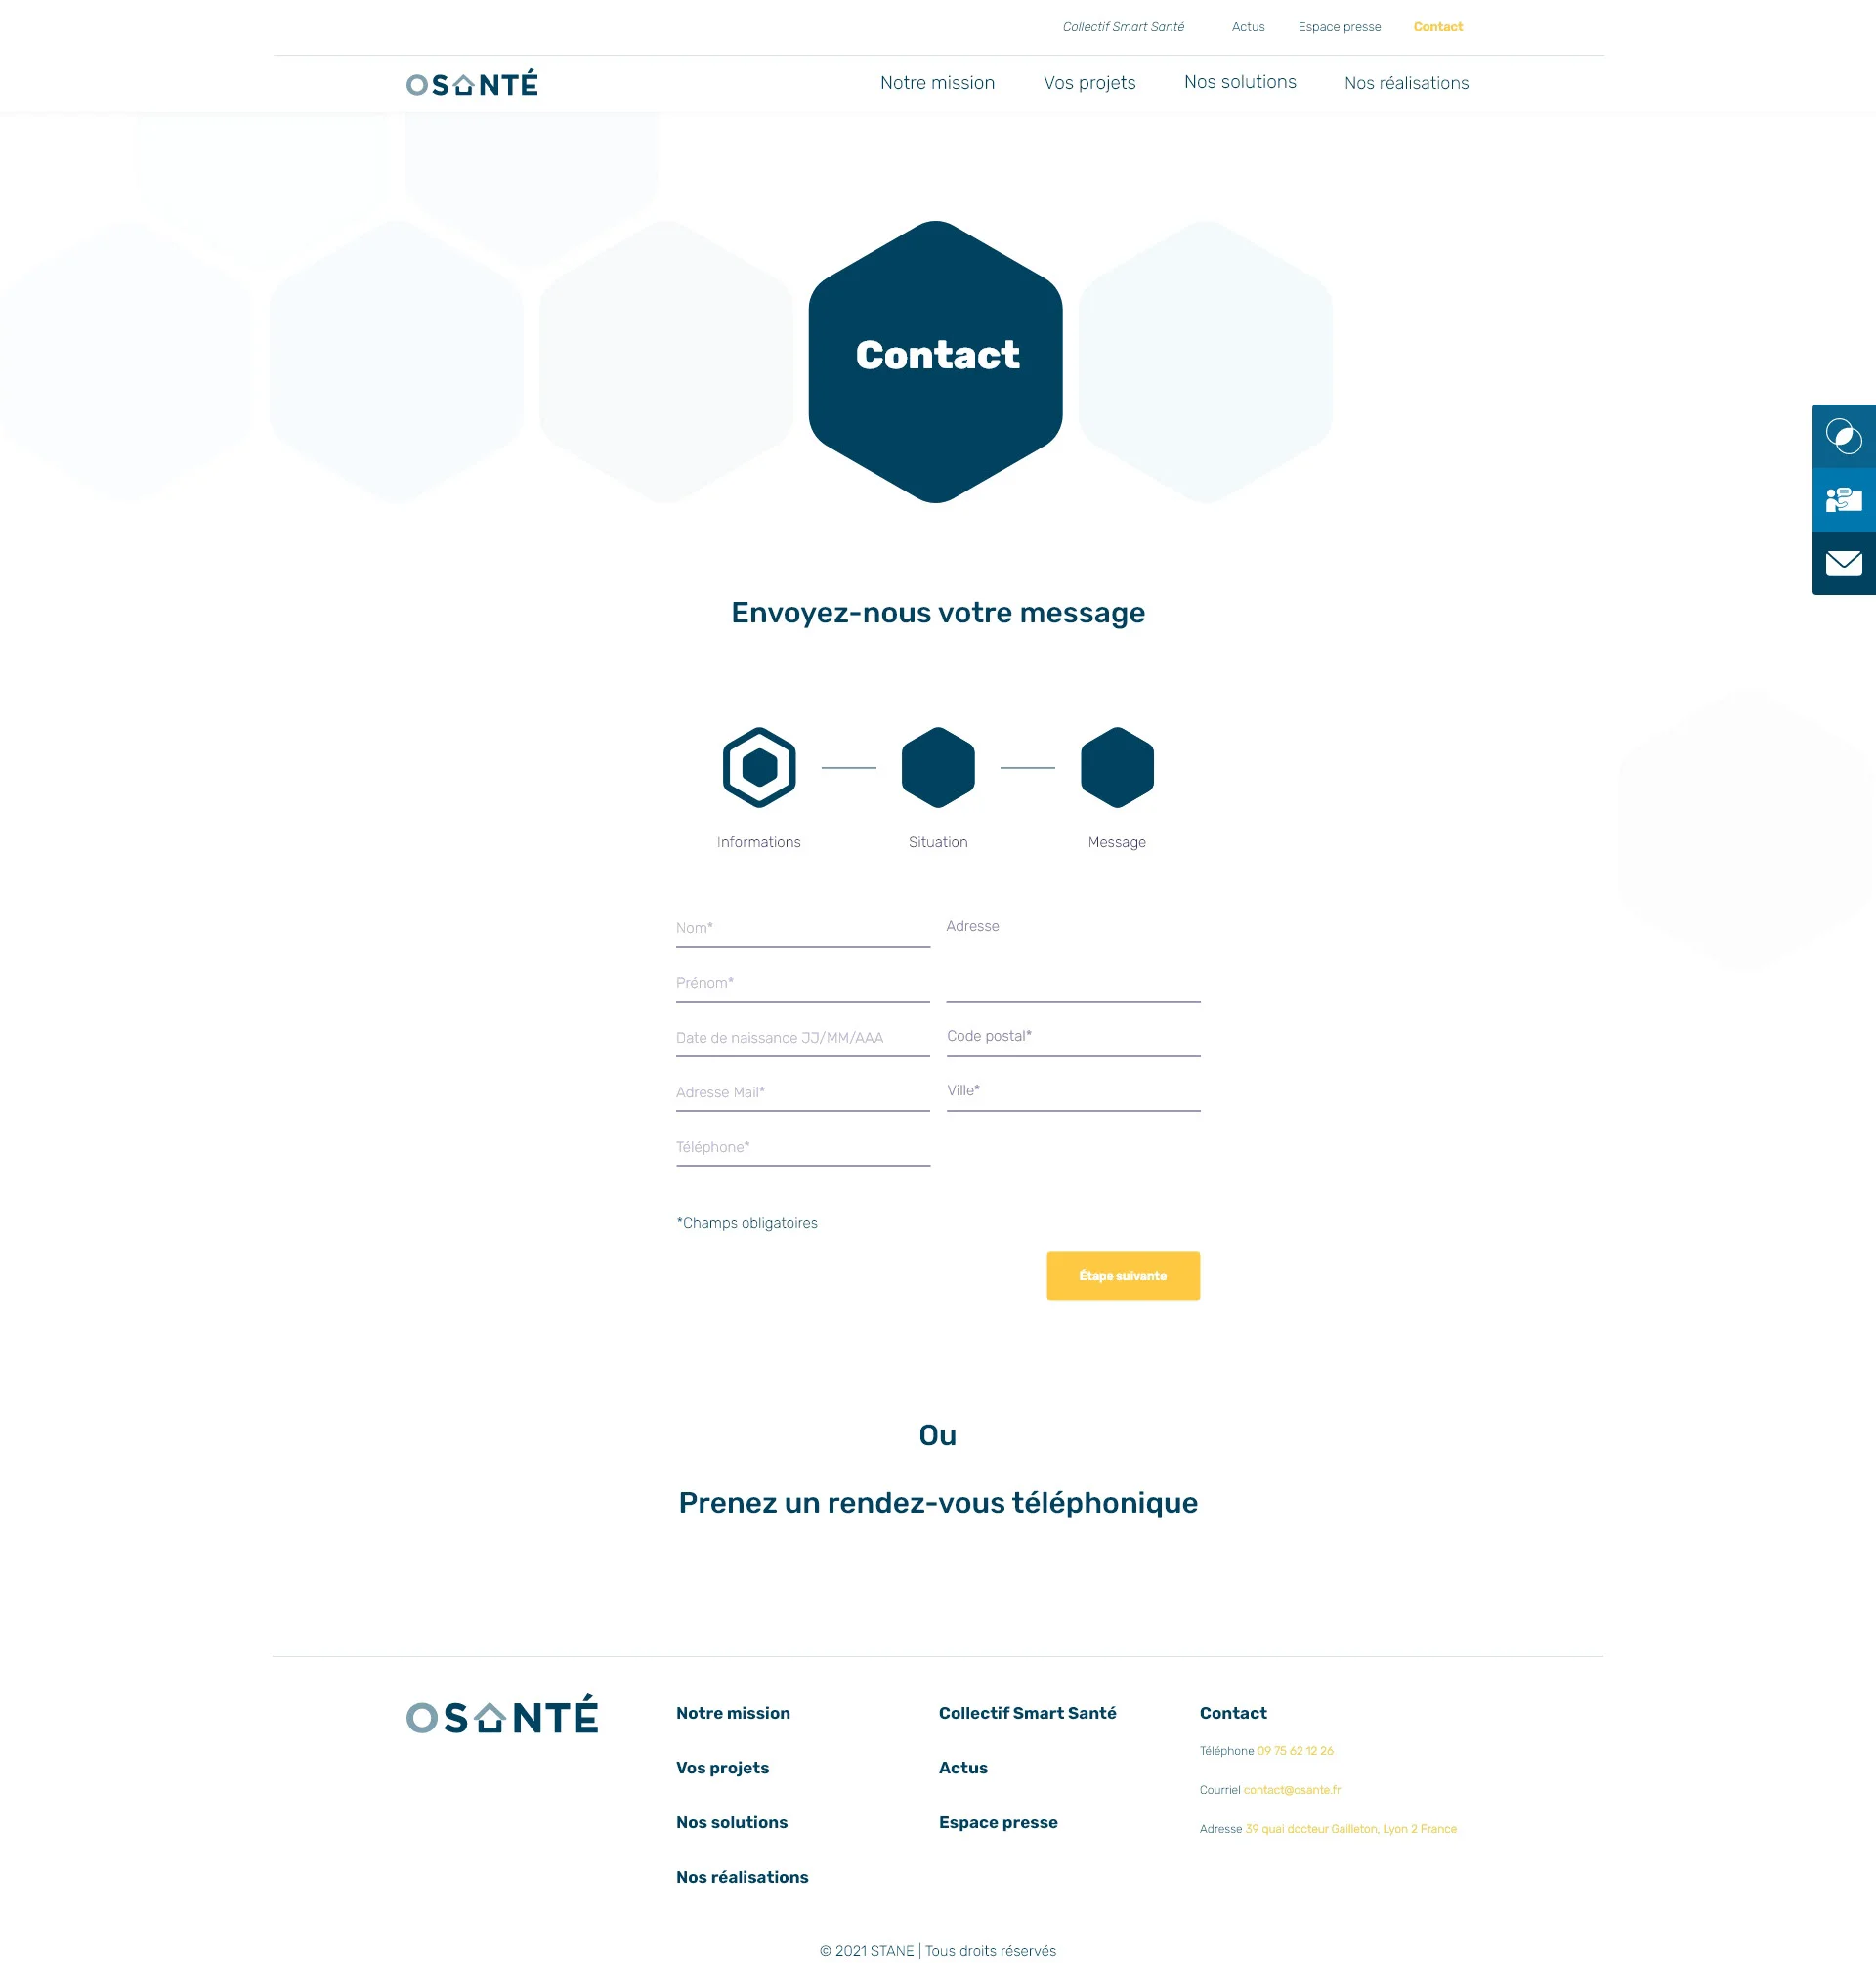 Collectif Smart Santé Actus Espace presse Contact
OSANTÉ Notre mission Vos projets Nos solutions Nos réalisations
Contact
Envoyez-nous votre message
Informations Situation Message
Nom* Adresse
Prénom*
Date de naissance JJ/MM/AAA Code postal*
Adresse Mail* Ville*
Téléphone*
*Champs obligatoires
Étape suivante
Ou
Prenez un rendez-vous téléphonique
OSANTÉ
Notre mission Collectif Smart Santé Contact
Téléphone 09 75 62 12 26
Vos projets Actus
Courriel contact@osante.fr
Nos solutions Espace presse
Adresse 39 quai docteur Gailleton, Lyon 2 France
Nos réalisations
© 2021 STANE | Tous droits réservés